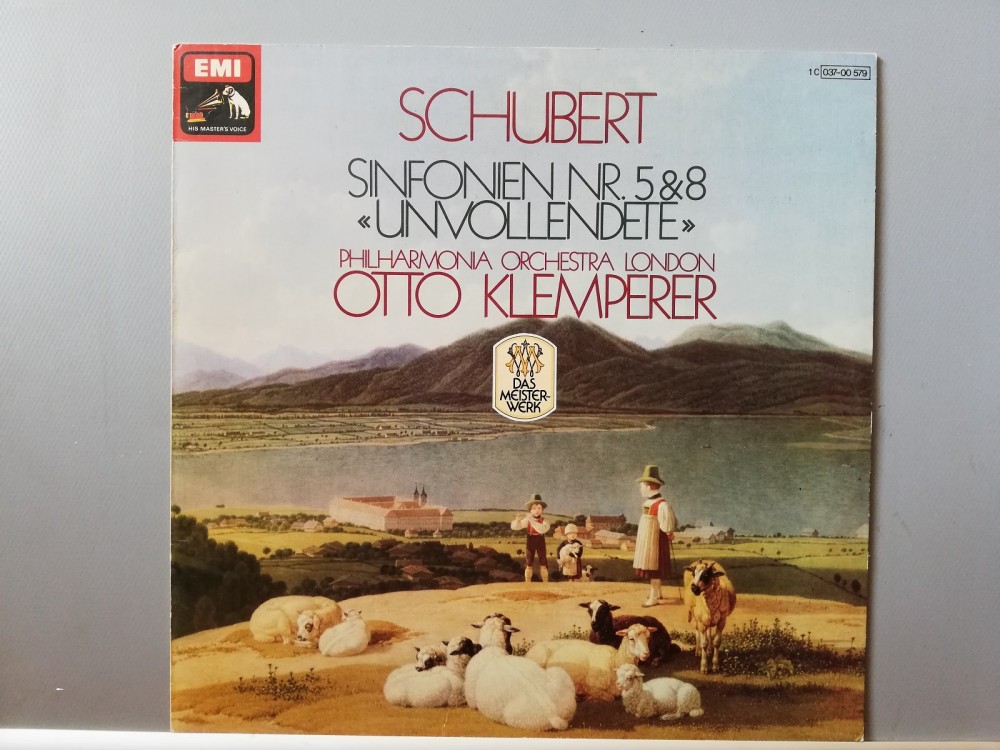 EMI
HIS MASTER'S VOICE
1 C 037-00 579
SCHUBERT
SINFONIEN NR. 5 & 8
«UNVOLLENDETE»
PHILHARMONIA ORCHESTRA LONDON
OTTO KLEMPERER
DAS
MEISTER-
WERK